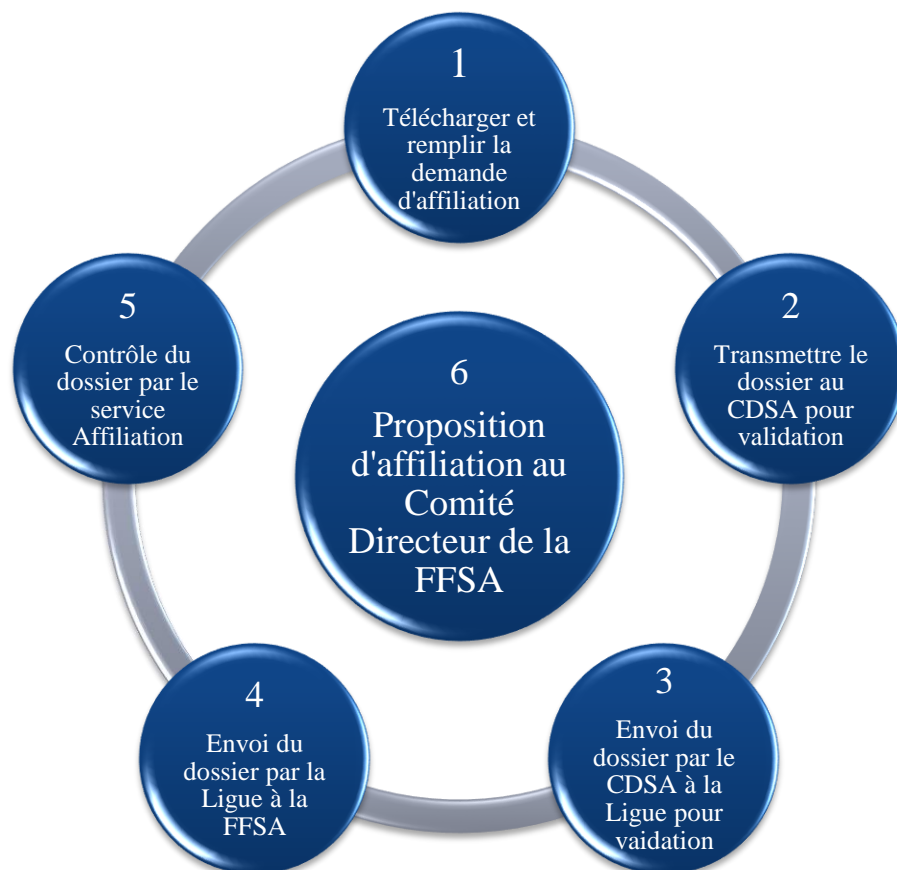 1
Télécharger et
remplir la
demande
d'affiliation
2
Transmettre le
dossier au
CDSA pour
validation
3
Envoi du
dossier par le
CDSA à la
Ligue pour
vaidation
4
Envoi du
dossier par la
Ligue à la
FFSA
5
Contrôle du
dossier par le
service
Affiliation
6
Proposition
d'affiliation au
Comité
Directeur de la
FFSA